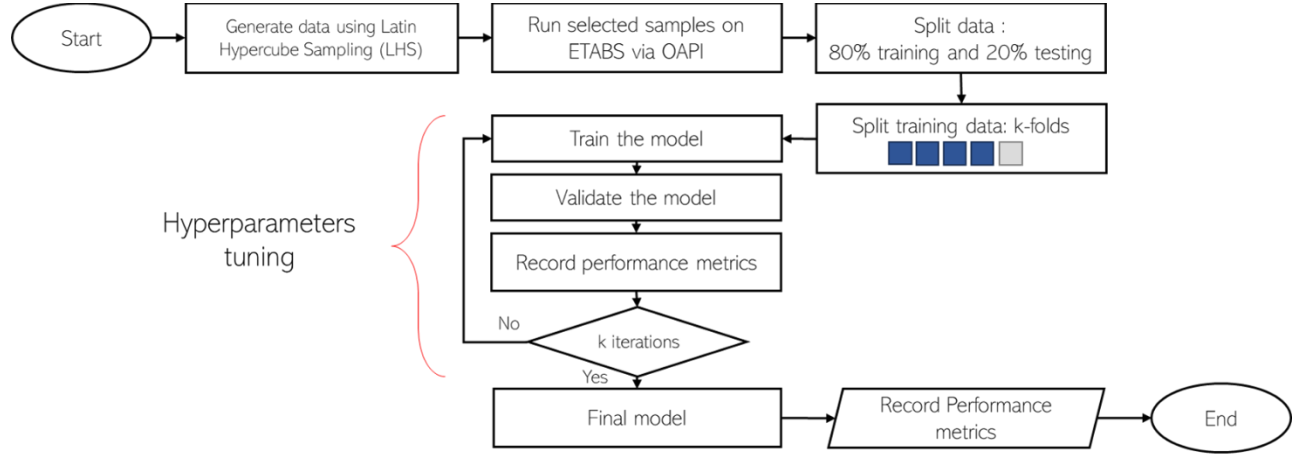 Start
Generate data using Latin
Hypercube Sampling (LHS)
Run selected samples on
ETABS via OAPI
Split data :
80% training and 20% testing
Split training data: k-folds
Train the model
Validate the model
Hyperparameters
tuning
Record performance metrics
No
k iterations
Yes
Final model
Record Performance
metrics
End